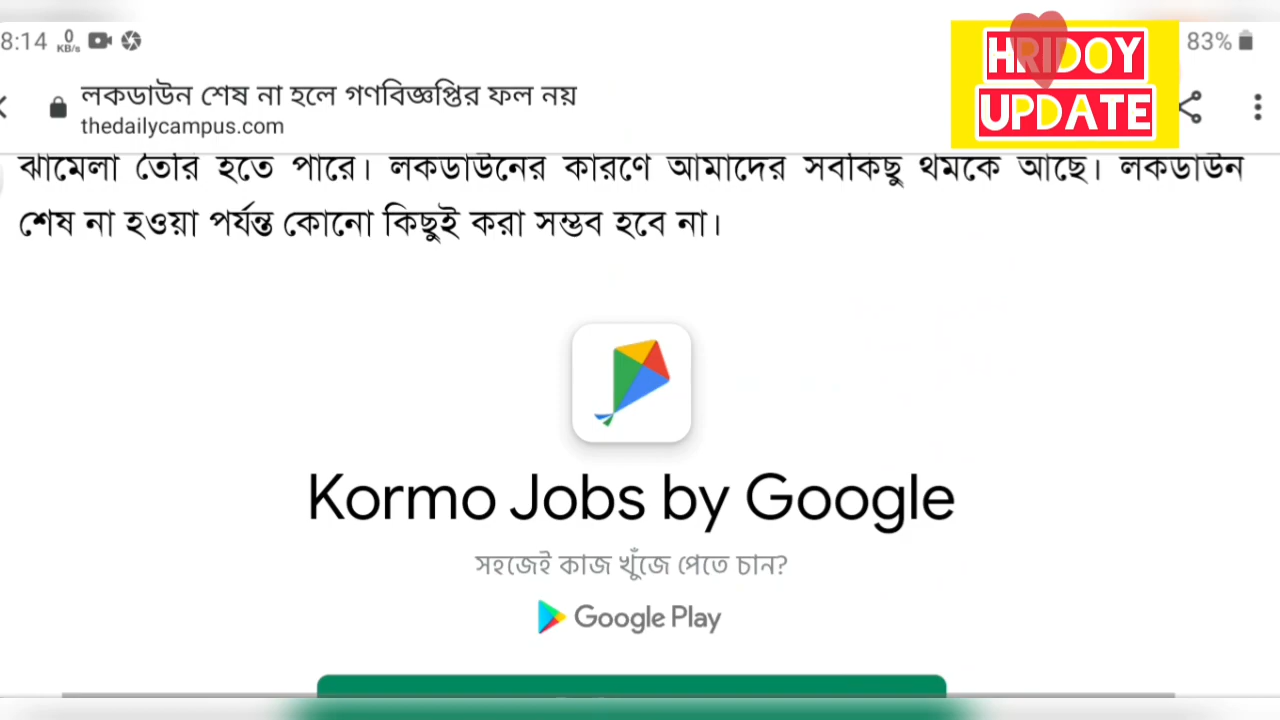 8:14
0
KB/s
83%
HRIDOY
UPDATE
লকডাউন শেষ না হলে গণবিজ্ঞপ্তির ফল নয়
thedailycampus.com
ঝামেলা তৈরি হতে পারে। লকডাউনের কারণে আমাদের সবকিছু থমকে আছে। লকডাউন
শেষ না হওয়া পর্যন্ত কোনো কিছুই করা সম্ভব হবে না।
Kormo Jobs by Google
সহজেই কাজ খুঁজে পেতে চান?
Google Play